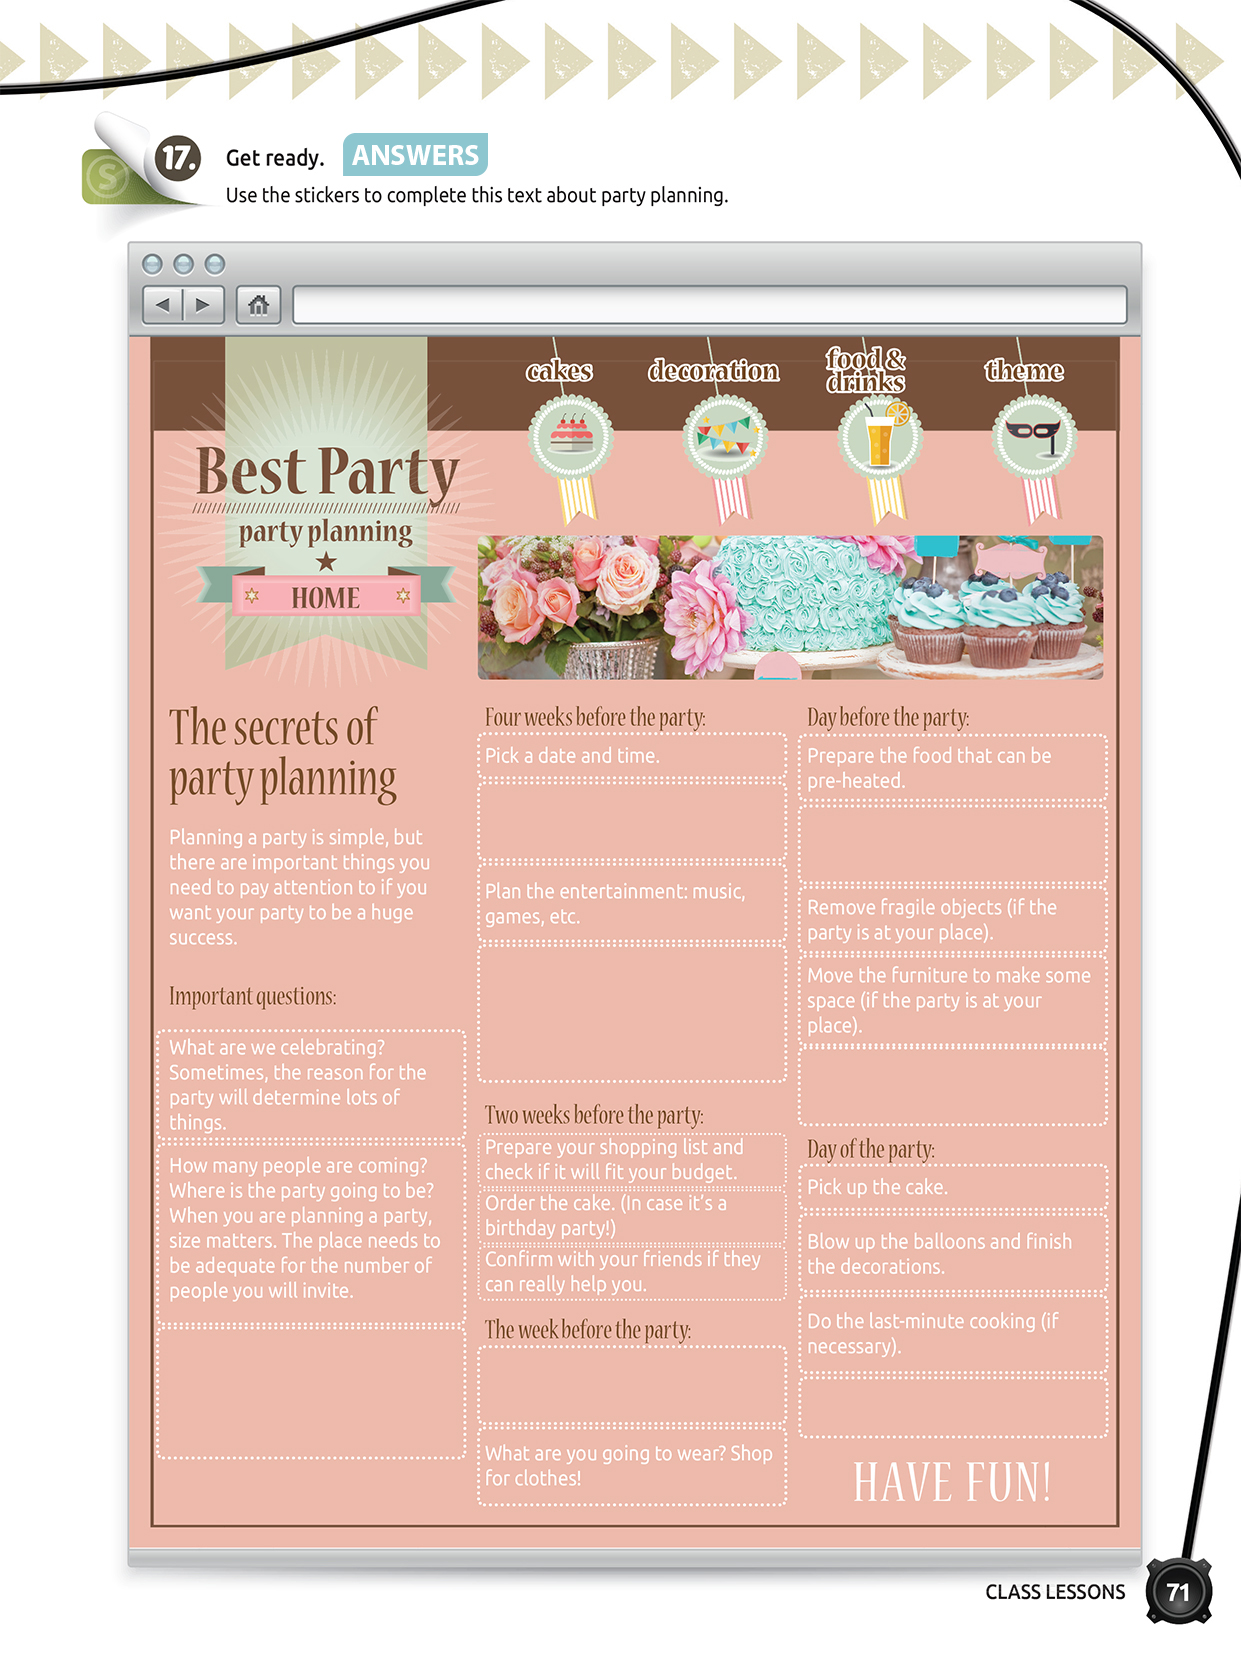 S
17.
Get ready.
ANSWERS
Use the stickers to complete this text about party planning.
cakes
decoration
food &
drinks
theme
Best Party
party planning
HOME
The secrets of
party planning
Planning a party is simple, but
there are important things you
need to pay attention to if you
want your party to be a huge
success.
Important questions:
What are we celebrating?
Sometimes, the reason for the
party will determine lots of
things.
How many people are coming?
Where is the party going to be?
When you are planning a party,
size matters. The place needs to
be adequate for the number of
people you will invite.
Four weeks before the party:
Pick a date and time.
Plan the entertainment: music,
games, etc.
Two weeks before the party:
Prepare your shopping list and
check if it will fit your budget.
Order the cake. (In case it's a
birthday party!)
Confirm with your friends if they
can really help you.
The week before the party:
What are you going to wear? Shop
for clothes!
Day before the party:
Prepare the food that can be
pre-heated.
Remove fragile objects (if the
party is at your place).
Move the furniture to make some
space (if the party is at your
place).
Day of the party:
Pick up the cake.
Blow up the balloons and finish
the decorations.
Do the last-minute cooking (if
necessary).
HAVE FUN!
CLASS LESSONS
71